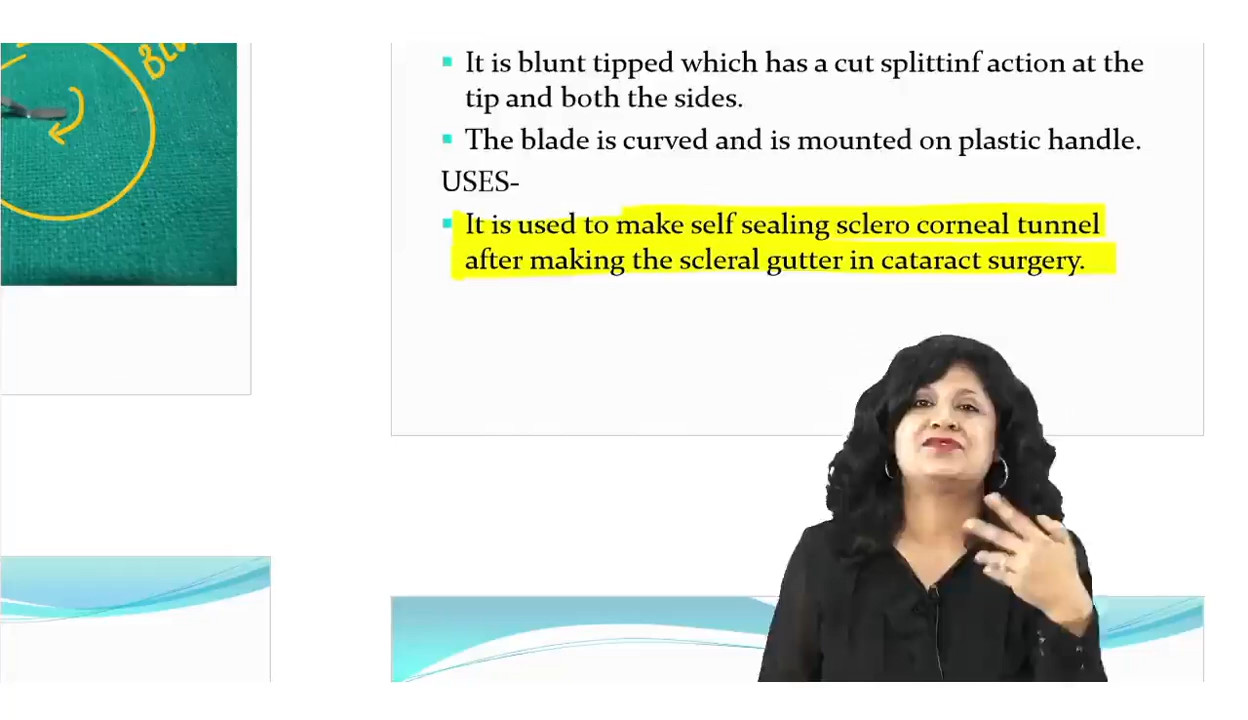 ▪ It is blunt tipped which has a cut splittinf action at the
tip and both the sides.
▪ The blade is curved and is mounted on plastic handle.
USES-
▪ It is used to make self sealing sclero corneal tunnel
after making the scleral gutter in cataract surgery.